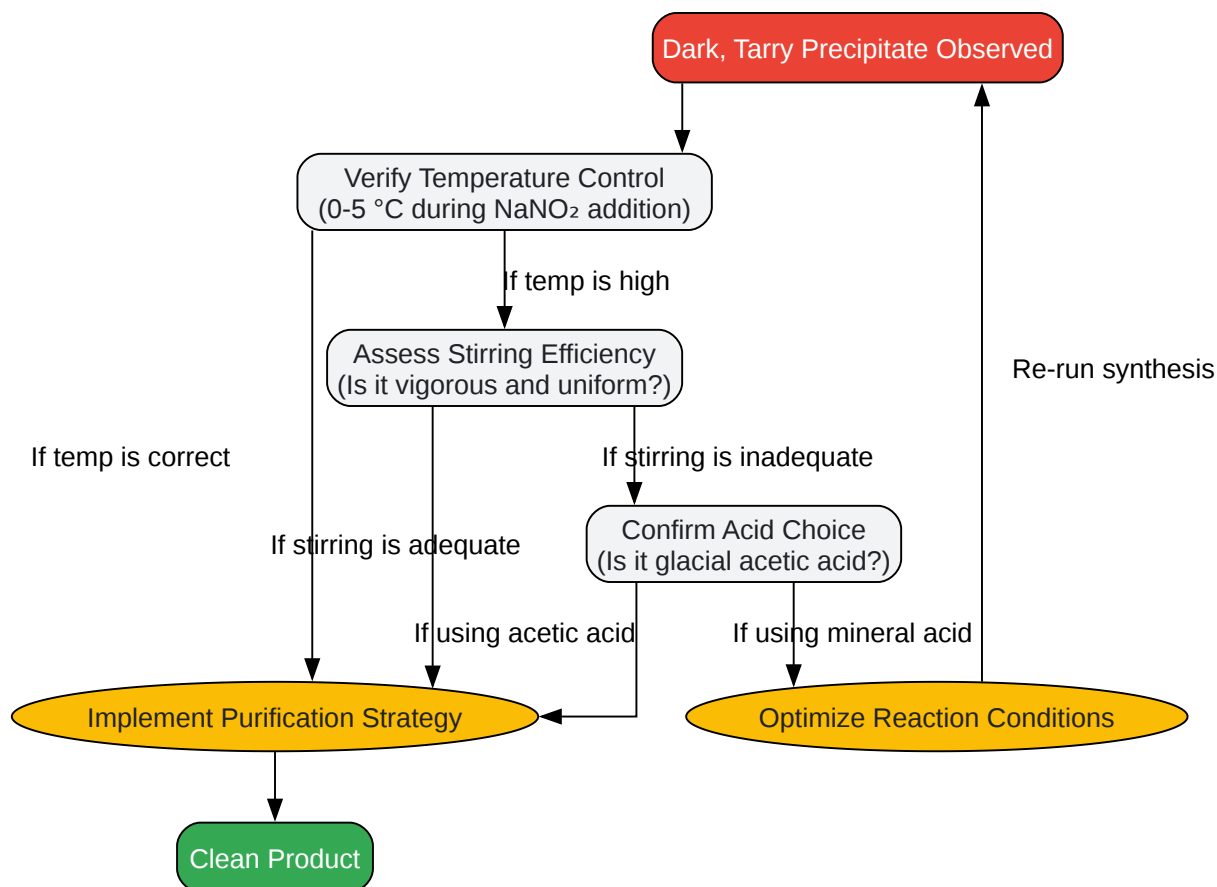 Dark, Tarry Precipitate Observed
Verify Temperature Control
(0-5 °C during NaNO₂ addition)
If temp is high
Assess Stirring Efficiency
(Is it vigorous and uniform?)
Re-run synthesis
If temp is correct
If stirring is inadequate
Confirm Acid Choice
(Is it glacial acetic acid?)
If stirring is adequate
If using acetic acid
If using mineral acid
Implement Purification Strategy
Optimize Reaction Conditions
Clean Product